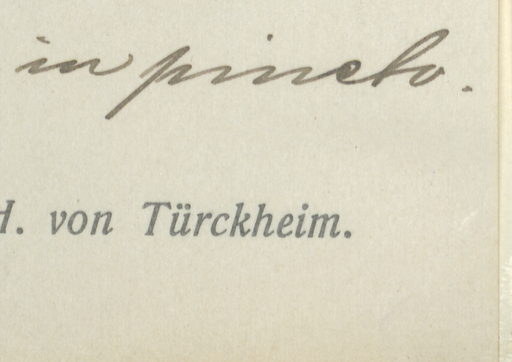 in pineto.
H. von Türckheim.